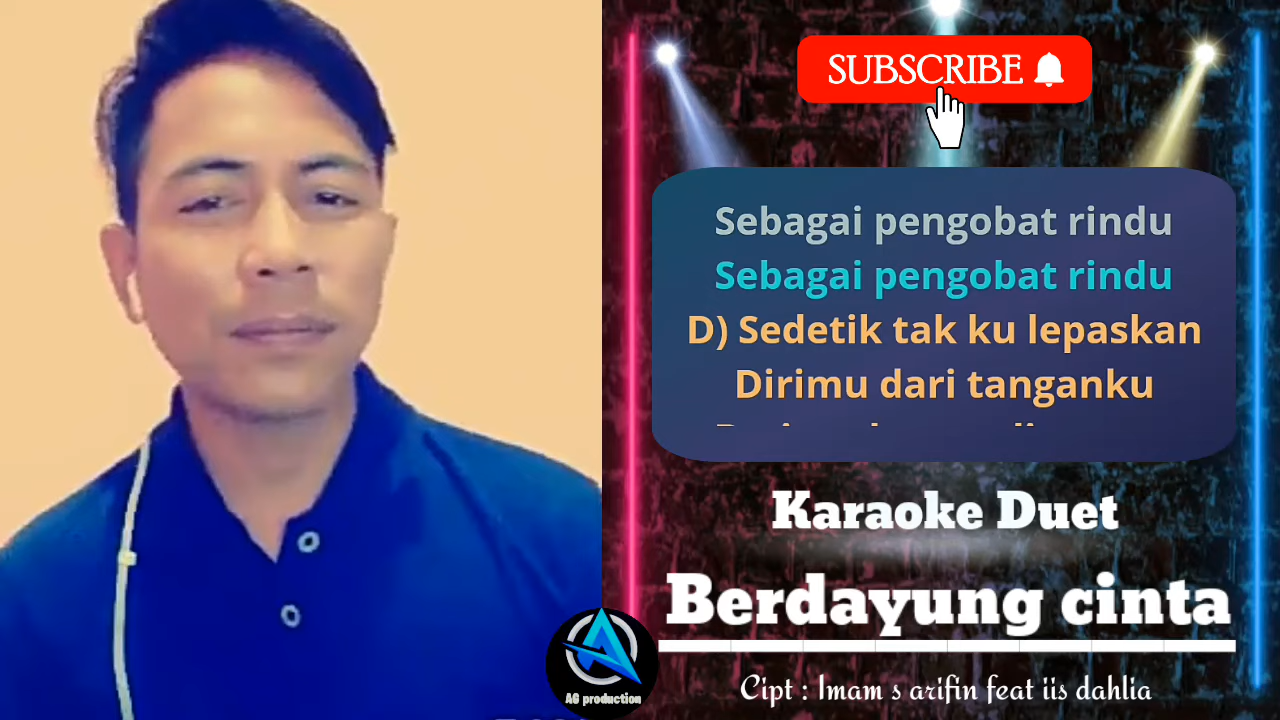 SUBSCRIBE
Sebagai pengobat rindu
Sebagai pengobat rindu
D) Sedetik tak ku lepaskan
Dirimu dari tanganku
Karaoke Duet
Berdayung cinta
Cipt : Imam s arifin feat iis dahlia
AG production